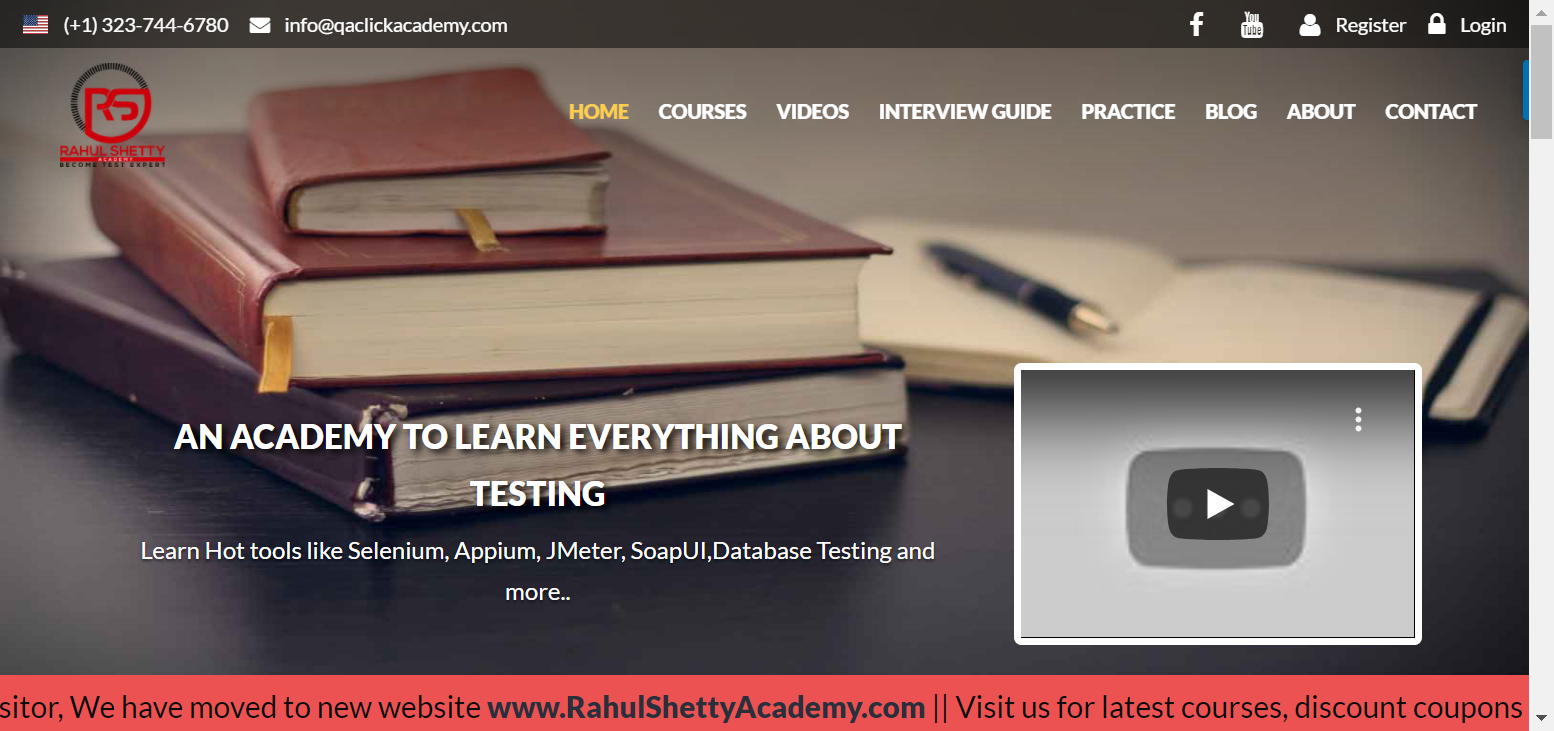 (+1) 323-744-6780 info@qaclickacademy.com You Tube Register Login
RS
RAHUL SHETTY
ACADEMY
BECOME TEST EXPERT
HOME COURSES VIDEOS INTERVIEW GUIDE PRACTICE BLOG ABOUT CONTACT
AN ACADEMY TO LEARN EVERYTHING ABOUT
TESTING
Learn Hot tools like Selenium, Appium, JMeter, SoapUI,Database Testing and
more..
sitor, We have moved to new website www.RahulShettyAcademy.com || Visit us for latest courses, discount coupons